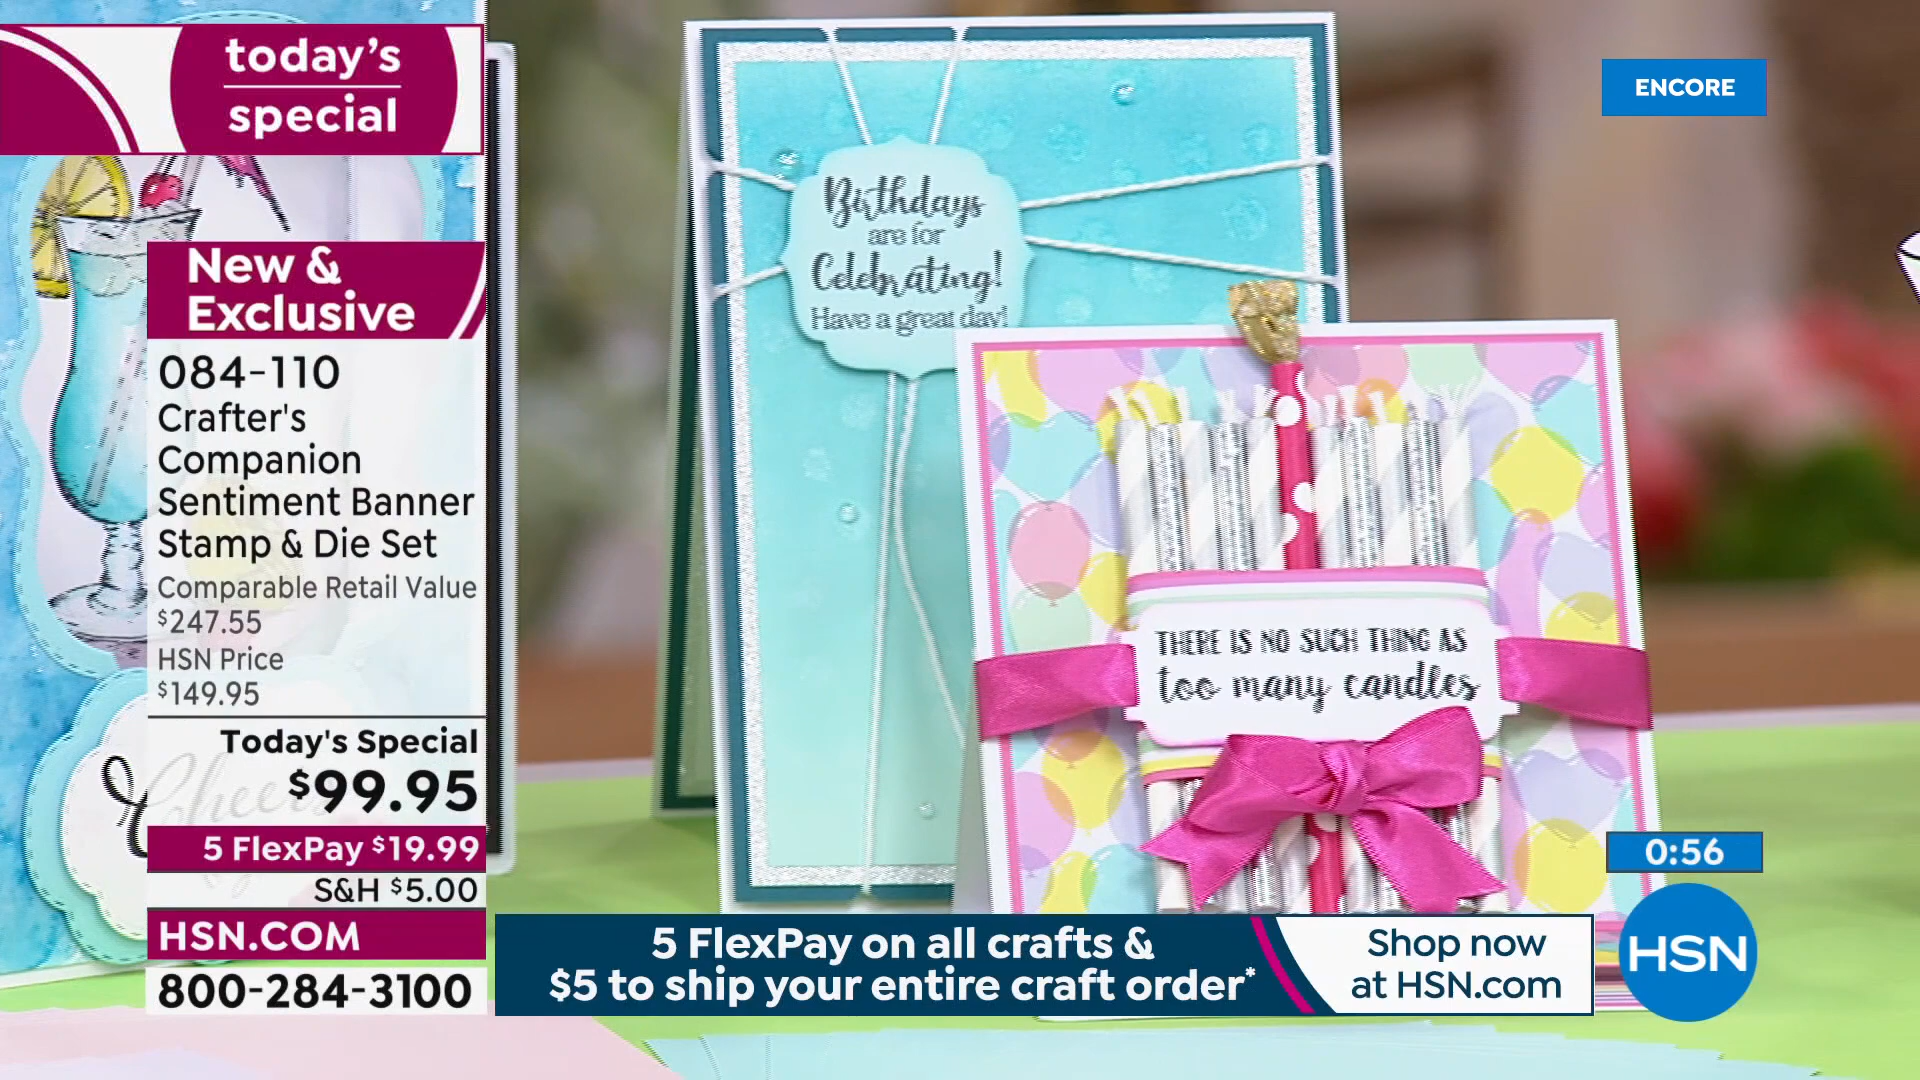 today's
special
ENCORE
New &
Exclusive
084-110
Crafter's
Companion
Sentiment Banner
Stamp & Die Set
Comparable Retail Value
$247.55
HSN Price
$149.95
Today's Special
$99.95
5 FlexPay $19.99
S&H $5.00
HSN.COM
800-284-3100
Birthdays
are for
Celebrating!
Have a great day!
THERE IS NO SUCH THING AS
too many candles
Cheers
0:56
5 FlexPay on all crafts &
$5 to ship your entire craft order*
Shop now
at HSN.com
HSN